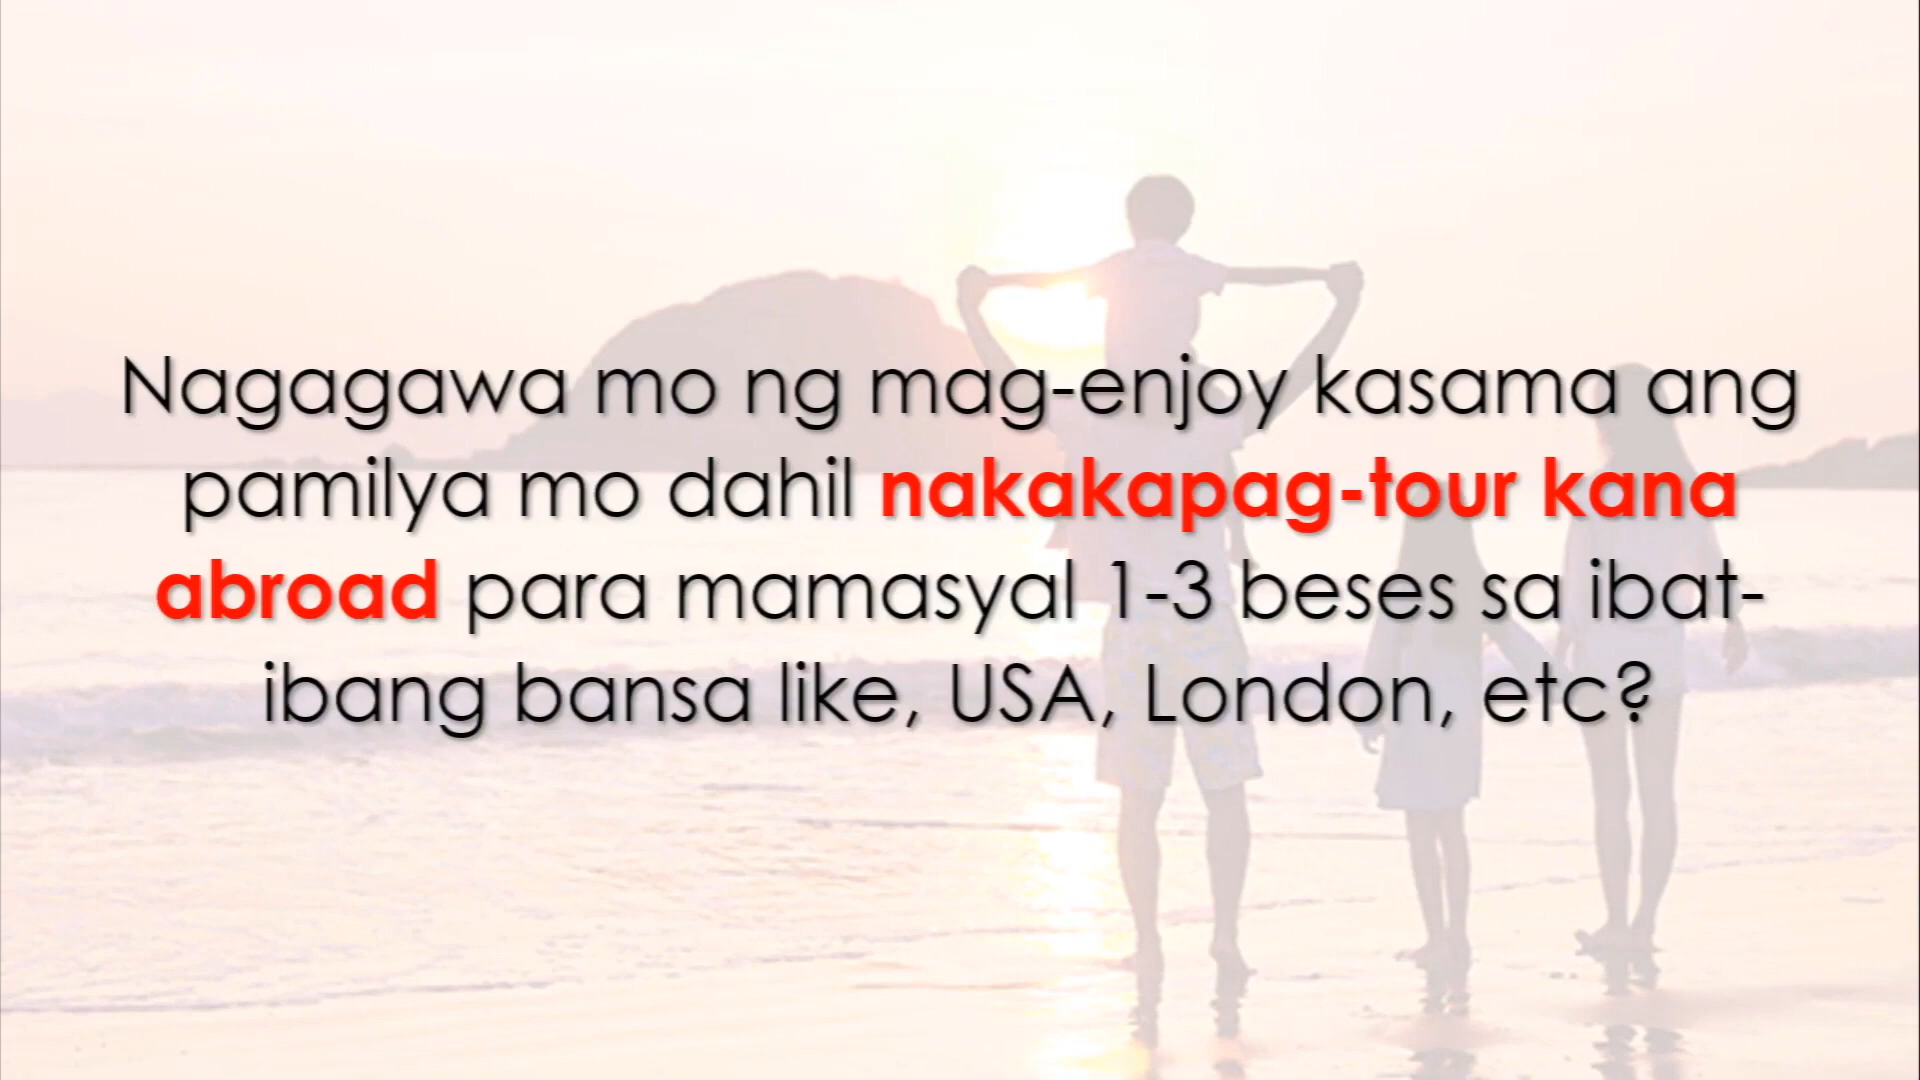 Nagagawa mo ng mag-enjoy kasama ang
pamilya mo dahil nakakapag-tour kana
abroad para mamasyal 1-3 beses sa ibat-
ibang bansa like, USA, London, etc?